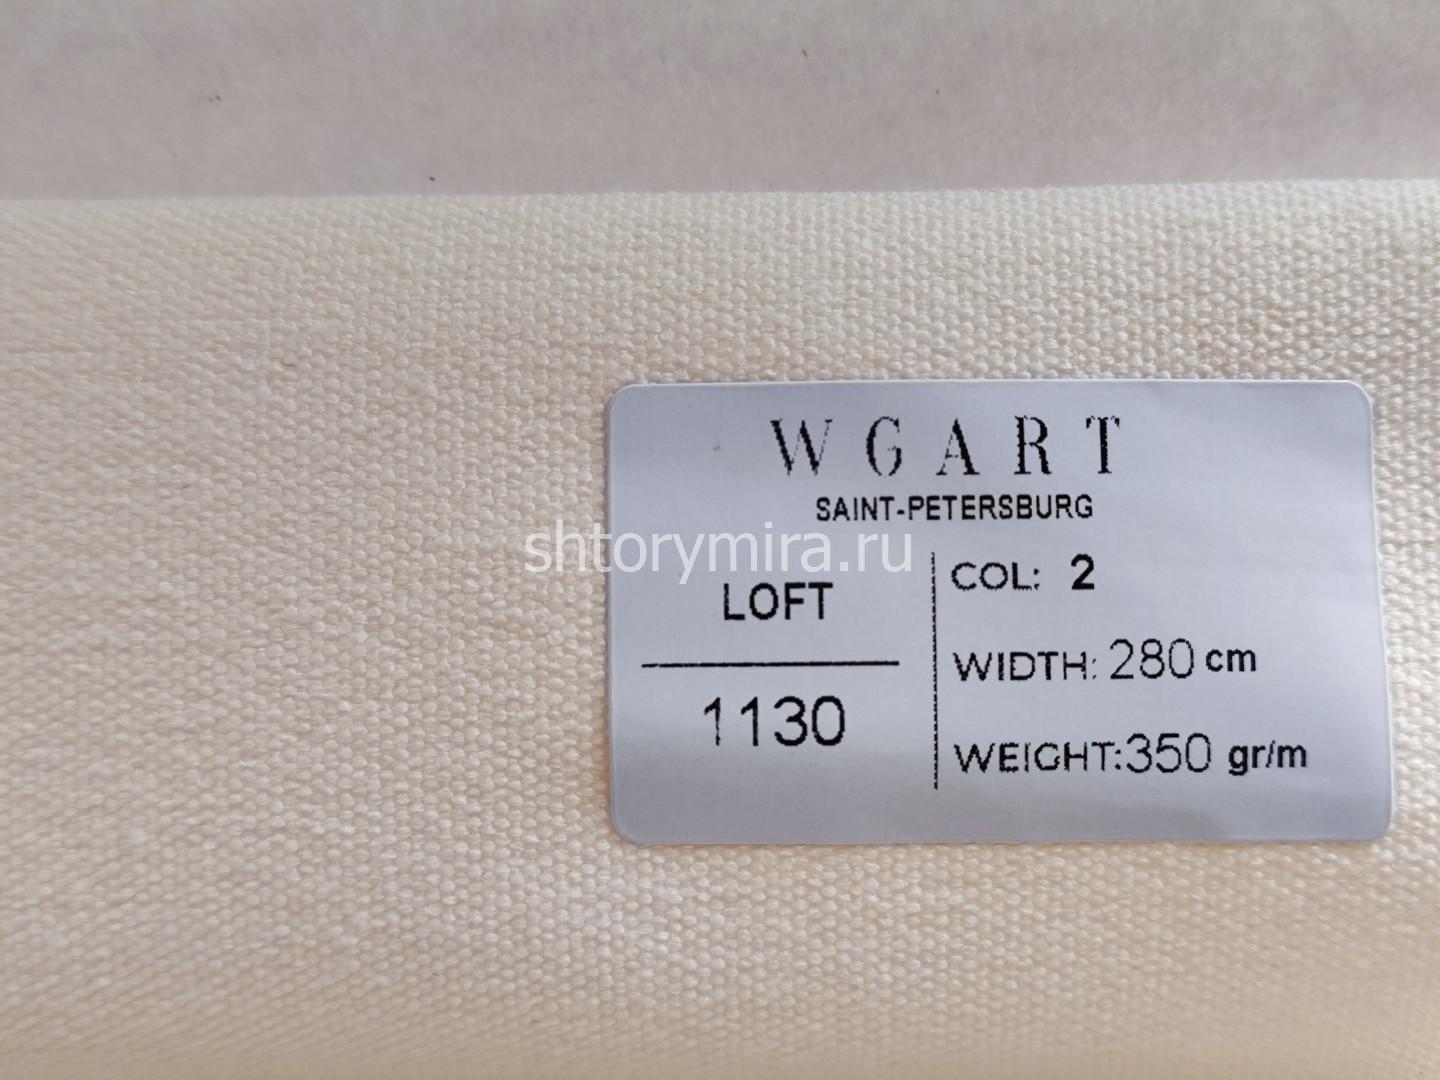 WGART
SAINT-PETERSBURG
shtorymira.ru
LOFT
1130
COL: 2
WIDTH: 280 cm
WEIGHT:350 gr/m